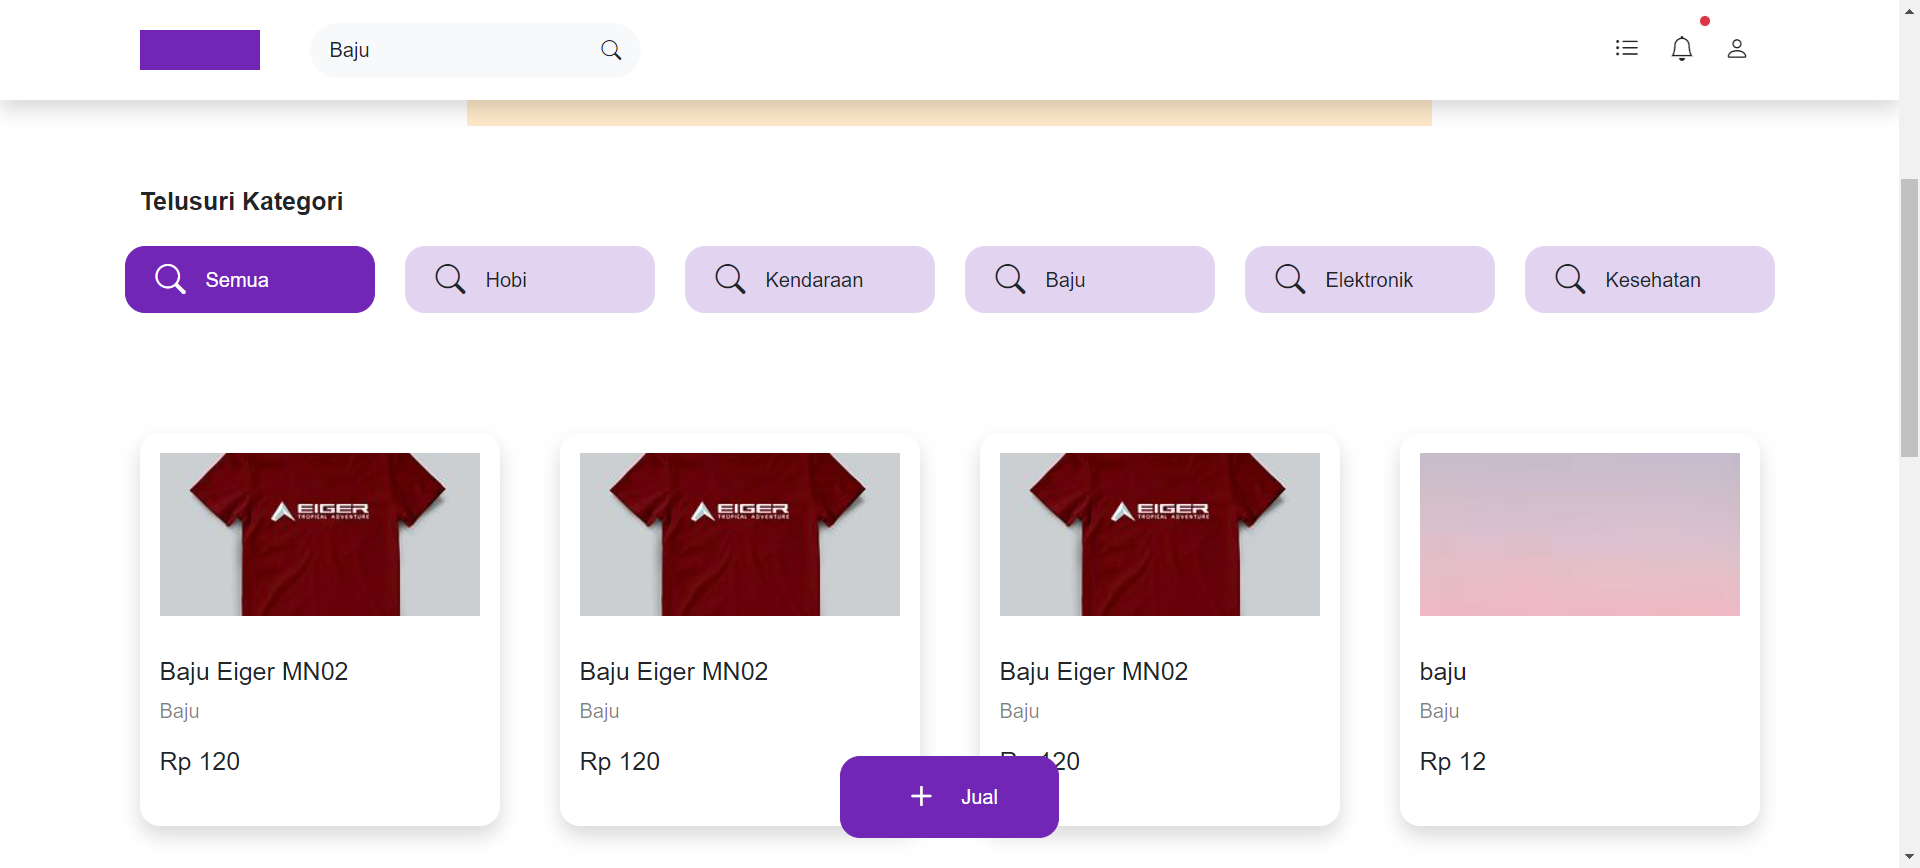 Baju
Telusuri Kategori
Semua
Hobi
Kendaraan
Baju
Elektronik
Kesehatan
EIGER
TROPICAL ADVENTURE
EIGER
TROPICAL ADVENTURE
EIGER
TROPICAL ADVENTURE
Baju Eiger MN02
Baju
Rp 120
Baju Eiger MN02
Baju
Rp 120
Baju Eiger MN02
Baju
Rp 120
baju
Baju
Rp 12
+ Jual